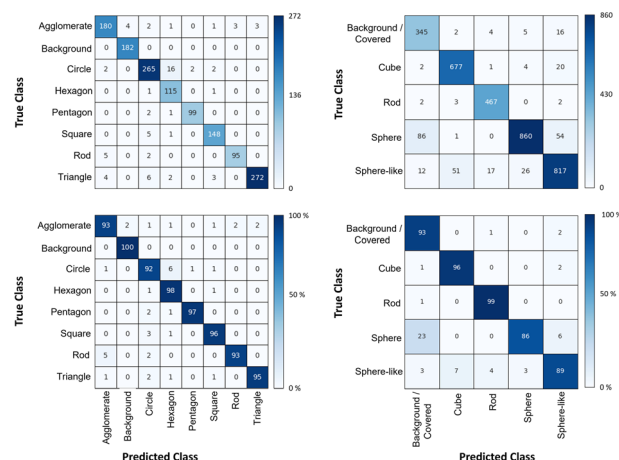 True Class
Agglomerate 180 4 2 1 0 1 3 3
Background 0 182 0 0 0 0 0 0
Circle 2 0 265 16 2 2 0 0
Hexagon 0 0 1 115 0 0 0 0
Pentagon 0 0 2 1 99 0 0 0
Square 0 0 5 1 0 148 0 0
Rod 5 0 2 0 0 0 95 0
Triangle 4 0 6 2 0 3 0 272
272
136
0
True Class
Background /
Covered
345 2 4 5 16
Cube 2 677 1 4 20
Rod 2 3 467 0 2
Sphere 86 1 0 860 54
Sphere-like 12 51 17 26 817
860
430
0
True Class
Agglomerate 93 2 1 1 0 1 2 2
Background 0 100 0 0 0 0 0 0
Circle 1 0 92 6 1 1 0 0
Hexagon 0 0 1 98 0 0 0 0
Pentagon 0 0 2 1 97 0 0 0
Square 0 0 3 1 0 96 0 0
Rod 5 0 2 0 0 0 93 0
Triangle 1 0 2 1 0 1 0 95
100 %
50 %
0 %
Agglomerate
Background
Circle
Hexagon
Pentagon
Square
Rod
Triangle
Predicted Class
True Class
Background /
Covered
93 0 1 0 2
Cube 1 96 0 0 2
Rod 1 0 99 0 0
Sphere 23 0 0 86 6
Sphere-like 3 7 4 3 89
100 %
50 %
0 %
Background /
Covered
Cube
Rod
Sphere
Sphere-like
Predicted Class